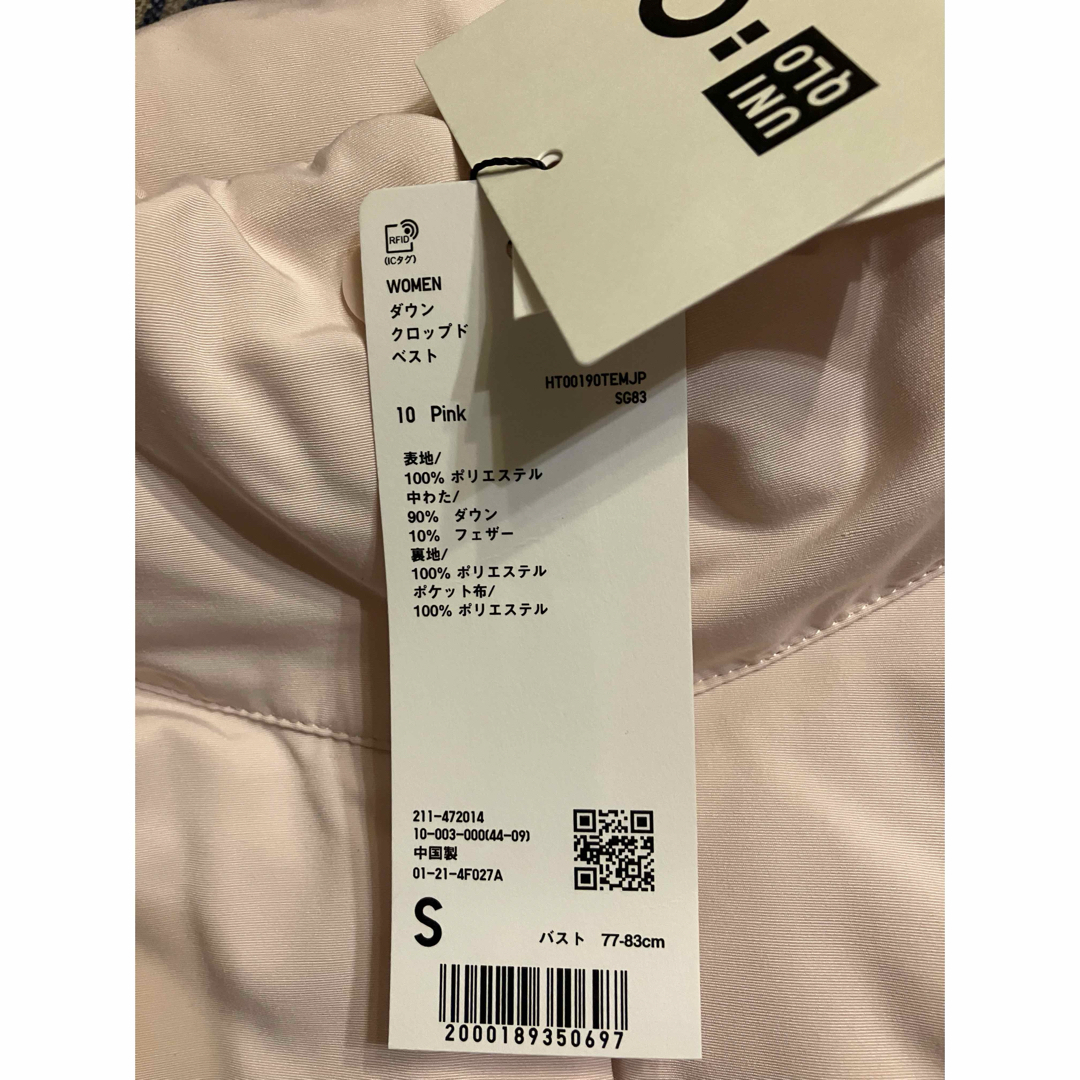 UNI
QLO
RFID
(ICタグ)
WOMEN
ダウン
クロップド
ベスト
HT00190TEMJP
SG83
10 Pink
表地/
100% ポリエステル
中わた/
90% ダウン
10% フェザー
裏地/
100% ポリエステル
ポケット布/
100% ポリエステル
211-472014
10-003-000(44-09)
中国製
01-21-4F027A
S
バスト 77-83cm
2000189350697